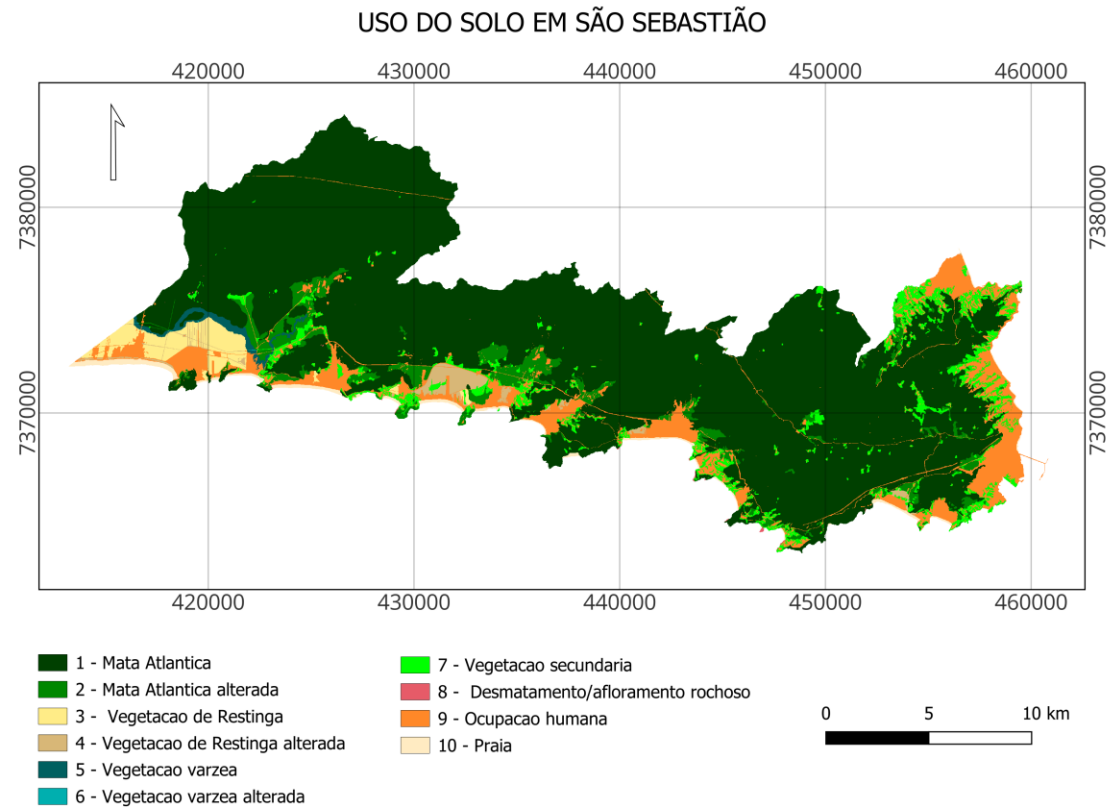 USO DO SOLO EM SÃO SEBASTIÃO
420000 430000 440000 450000 460000
7380000 7380000
7370000 7370000
420000 430000 440000 450000 460000
1 - Mata Atlantica
2 - Mata Atlantica alterada
3 - Vegetacao de Restinga
4 - Vegetacao de Restinga alterada
5 - Vegetacao varzea
6 - Vegetacao varzea alterada
7 - Vegetacao secundaria
8 - Desmatamento/afloramento rochoso
9 - Ocupacao humana
10 - Praia
0 5 10 km